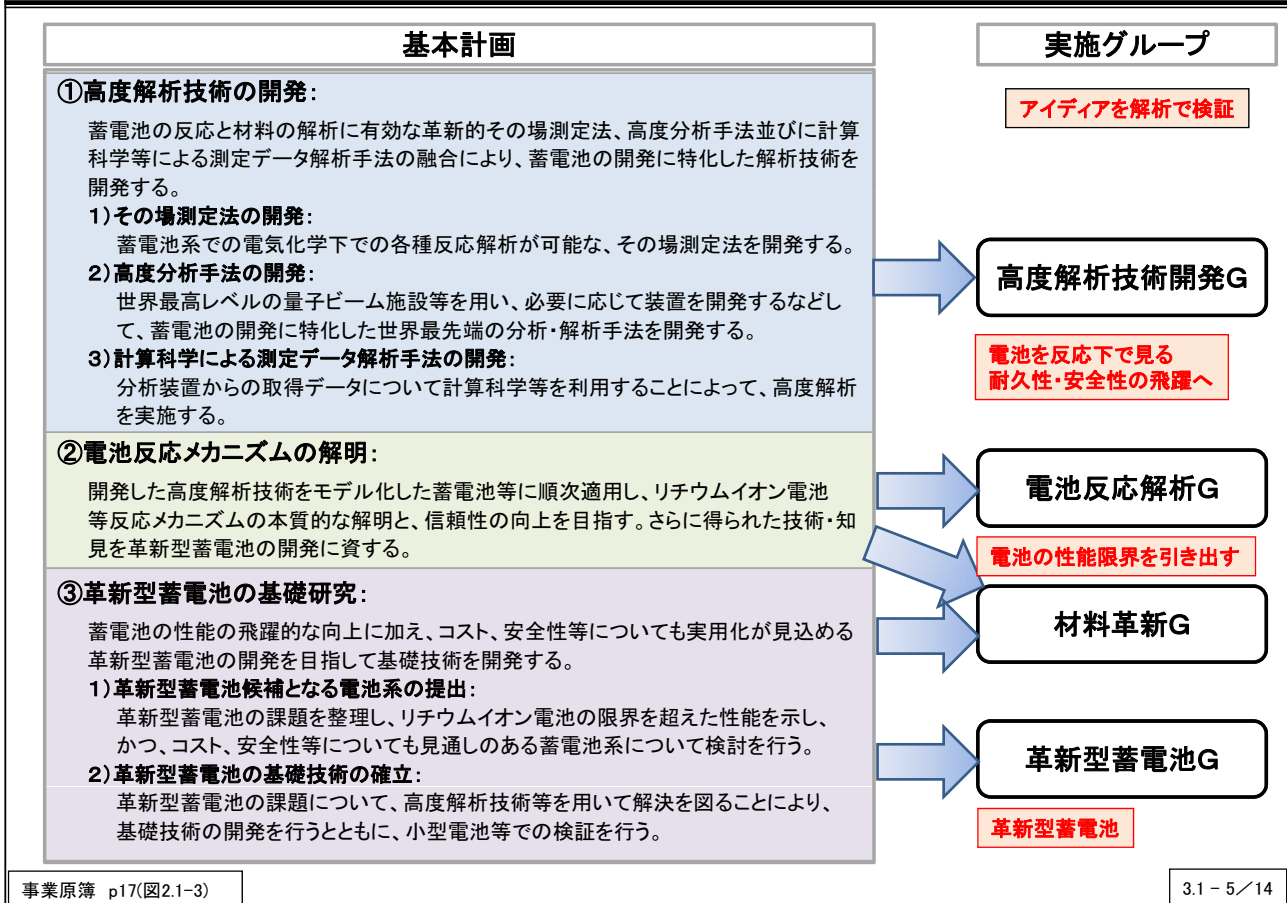 基本計画
①高度解析技術の開発:
蓄電池の反応と材料の解析に有効な革新的その場測定法、高度分析手法並びに計算
科学等による測定データ解析手法の融合により、蓄電池の開発に特化した解析技術を
開発する。
1)その場測定法の開発:
蓄電池系での電気化学下での各種反応解析が可能な、その場測定法を開発する。
2)高度分析手法の開発:
世界最高レベルの量子ビーム施設等を用い、必要に応じて装置を開発するなどし
て、蓄電池の開発に特化した世界最先端の分析・解析手法を開発する。
3)計算科学による測定データ解析手法の開発:
分析装置からの取得データについて計算科学等を利用することによって、高度解析
を実施する。
②電池反応メカニズムの解明:
開発した高度解析技術をモデル化した蓄電池等に順次適用し、リチウムイオン電池
等反応メカニズムの本質的な解明と、信頼性の向上を目指す。さらに得られた技術・知
見を革新型蓄電池の開発に資する。
③革新型蓄電池の基礎研究:
蓄電池の性能の飛躍的な向上に加え、コスト、安全性等についても実用化が見込める
革新型蓄電池の開発を目指して基礎技術を開発する。
1)革新型蓄電池候補となる電池系の提出:
革新型蓄電池の課題を整理し、リチウムイオン電池の限界を超えた性能を示し、
かつ、コスト、安全性等についても見通しのある蓄電池系について検討を行う。
2)革新型蓄電池の基礎技術の確立:
革新型蓄電池の課題について、高度解析技術等を用いて解決を図ることにより、
基礎技術の開発を行うとともに、小型電池等での検証を行う。
実施グループ
アイディアを解析で検証
高度解析技術開発G
電池を反応下で見る
耐久性・安全性の飛躍へ
電池反応解析G
電池の性能限界を引き出す
材料革新G
革新型蓄電池G
革新型蓄電池
事業原簿 p17(図2.1-3)
3.1 - 5/14